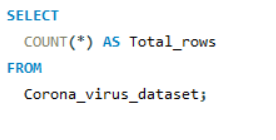 SELECT
  COUNT(*) AS Total_rows
FROM
  Corona_virus_dataset;